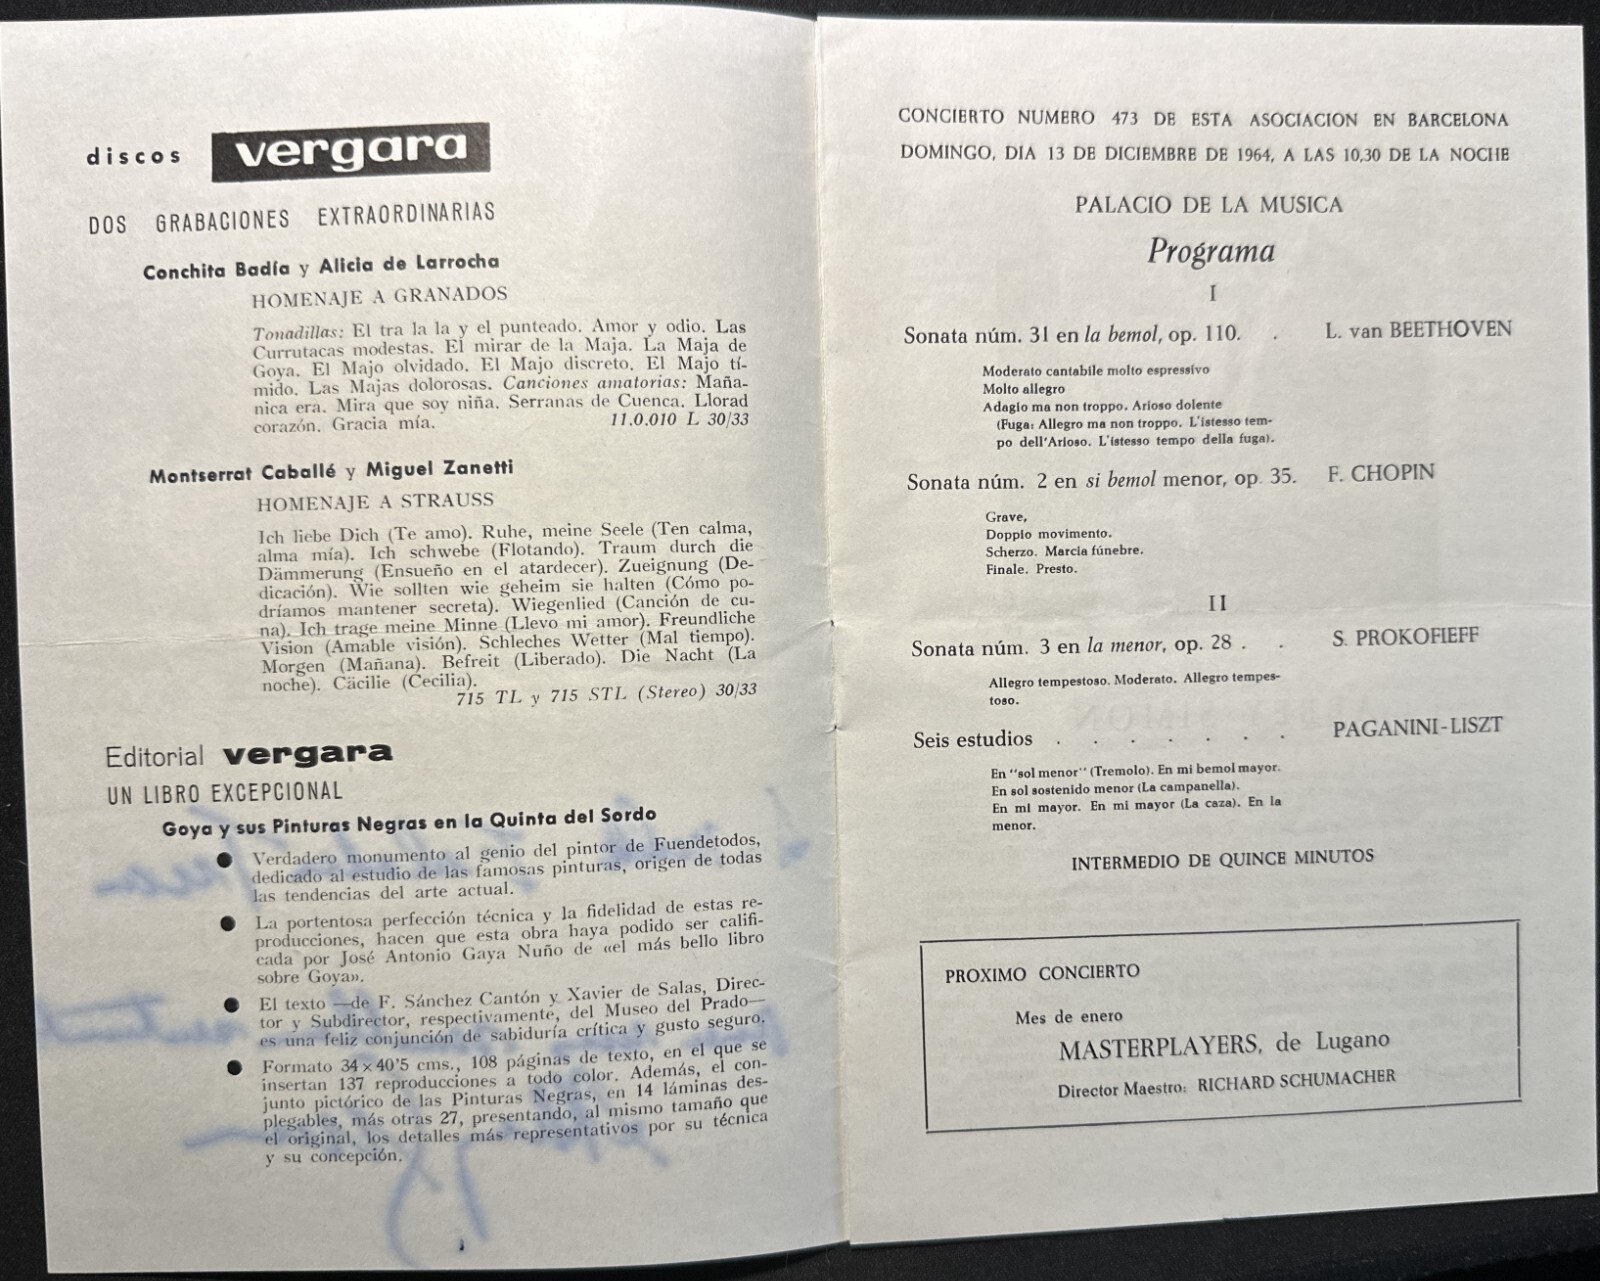 discos vergara
DOS GRABACIONES EXTRAORDINARIAS
Conchita Badía y Alicia de Larrocha
HOMENAJE A GRANADOS
Tonadillas: El tra la la y el punteado. Amor y odio. Las
Currutacas modestas. El mirar de la Maja. La Maja de
Goya. El Majo olvidado. El Majo discreto. El Majo tí-
mido. Las Majas dolorosas. Canciones amatorias: Maña-
nica era. Mira que soy niña. Serranas de Cuenca. Llorad
corazón. Gracia mía. 11.0.010 L 30/33
Montserrat Caballé y Miguel Zanetti
HOMENAJE A STRAUSS
Ich liebe Dich (Te amo). Ruhe, meine Seele (Ten calma,
alma mía). Ich schwebe (Flotando). Traum durch die
Dämmerung (Ensueño en el atardecer). Zueignung (De-
dicación). Wie sollten wie geheim sie halten (Cómo po-
dríamos mantener secreta). Wiegenlied (Canción de cu-
na). Ich trage meine Minne (Llevo mi amor). Freundliche
Vision (Amable visión). Schleches Wetter (Mal tiempo).
Morgen (Mañana). Befreit (Liberado). Die Nacht (La
noche). Cäcilie (Cecilia).
715 TL y 715 STL (Stereo) 30/33
Editorial vergara
UN LIBRO EXCEPCIONAL
Goya y sus Pinturas Negras en la Quinta del Sordo
● Verdadero monumento al genio del pintor de Fuendetodos,
dedicado al estudio de las famosas pinturas, origen de todas
las tendencias del arte actual.
● La portentosa perfección técnica y la fidelidad de estas re-
producciones, hacen que esta obra haya podido ser califi-
cada por José Antonio Gaya Nuño de «el más bello libro
sobre Goya».
● El texto —de F. Sánchez Cantón y Xavier de Salas, Direc-
tor y Subdirector, respectivamente, del Museo del Prado—
es una feliz conjunción de sabiduría crítica y gusto seguro.
● Formato 34 × 40'5 cms., 108 páginas de texto, en el que se
insertan 137 reproducciones a todo color. Además, el con-
junto pictórico de las Pinturas Negras, en 14 láminas des-
plegables, más otras 27, presentando, al mismo tamaño que
el original, los detalles más representativos por su técnica
y su concepción.
CONCIERTO NUMERO 473 DE ESTA ASOCIACION EN BARCELONA
DOMINGO, DIA 13 DE DICIEMBRE DE 1964, A LAS 10,30 DE LA NOCHE
PALACIO DE LA MUSICA
Programa
I
Sonata núm. 31 en la bemol, op. 110. . L. van BEETHOVEN
Moderato cantabile molto espressivo
Molto allegro
Adagio ma non troppo. Arioso dolente
(Fuga: Allegro ma non troppo. L'istesso tem-
po dell'Arioso. L'istesso tempo della fuga).
Sonata núm. 2 en si bemol menor, op. 35. F. CHOPIN
Grave,
Doppio movimento.
Scherzo. Marcia fúnebre.
Finale. Presto.
II
Sonata núm. 3 en la menor, op. 28 . . S. PROKOFIEFF
Allegro tempestoso. Moderato. Allegro tempes-
toso.
Seis estudios . . . . . . . PAGANINI-LISZT
En "sol menor" (Tremolo). En mi bemol mayor.
En sol sostenido menor (La campanella).
En mi mayor. En mi mayor (La caza). En la
menor.
INTERMEDIO DE QUINCE MINUTOS
PROXIMO CONCIERTO
Mes de enero
MASTERPLAYERS, de Lugano
Director Maestro: RICHARD SCHUMACHER